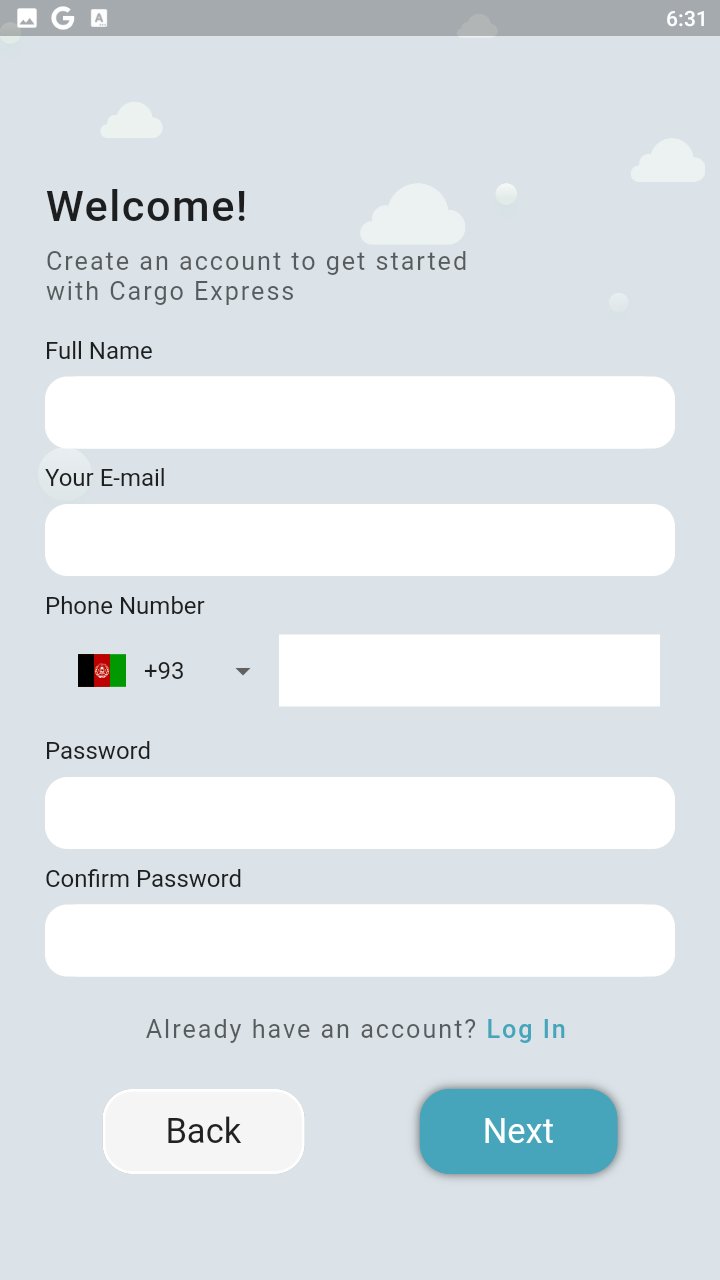 6:31
Welcome!
Create an account to get started
with Cargo Express
Full Name
Your E-mail
Phone Number
+93
Password
Confirm Password
Already have an account? Log In
Back
Next